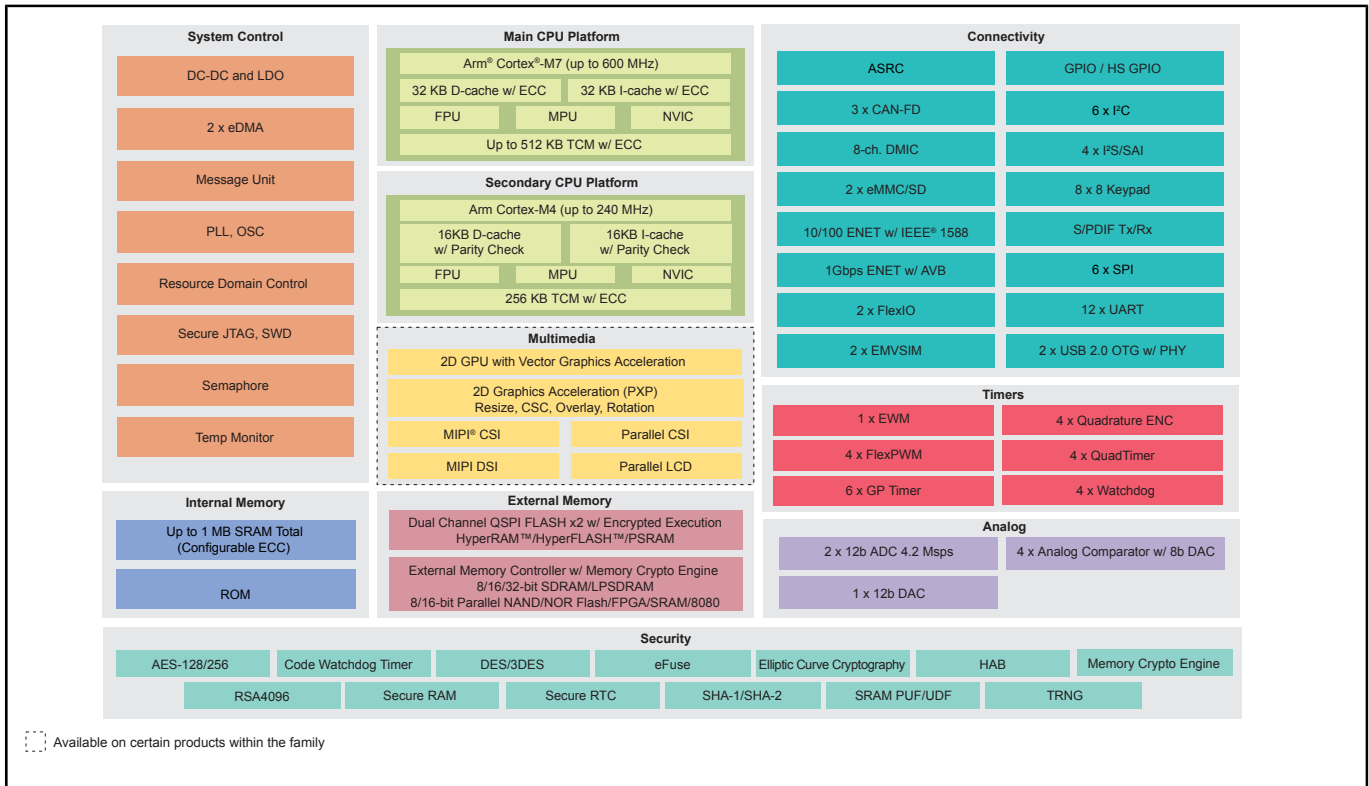 System Control
DC-DC and LDO
2 x eDMA
Message Unit
PLL, OSC
Resource Domain Control
Secure JTAG, SWD
Semaphore
Temp Monitor
Main CPU Platform
Arm® Cortex®-M7 (up to 600 MHz)
32 KB D-cache w/ ECC
32 KB I-cache w/ ECC
FPU
MPU
NVIC
Up to 512 KB TCM w/ ECC
Secondary CPU Platform
Arm Cortex-M4 (up to 240 MHz)
16KB D-cache
w/ Parity Check
16KB I-cache
w/ Parity Check
FPU
MPU
NVIC
256 KB TCM w/ ECC
Multimedia
2D GPU with Vector Graphics Acceleration
2D Graphics Acceleration (PXP)
Resize, CSC, Overlay, Rotation
MIPI® CSI
Parallel CSI
MIPI DSI
Parallel LCD
Connectivity
ASRC
GPIO / HS GPIO
3 x CAN-FD
6 x I²C
8-ch. DMIC
4 x I²S/SAI
2 x eMMC/SD
8 x 8 Keypad
10/100 ENET w/ IEEE® 1588
S/PDIF Tx/Rx
1Gbps ENET w/ AVB
6 x SPI
2 x FlexIO
12 x UART
2 x EMVSIM
2 x USB 2.0 OTG w/ PHY
Timers
1 x EWM
4 x Quadrature ENC
4 x FlexPWM
4 x QuadTimer
6 x GP Timer
4 x Watchdog
Internal Memory
Up to 1 MB SRAM Total
(Configurable ECC)
ROM
External Memory
Dual Channel QSPI FLASH x2 w/ Encrypted Execution
HyperRAM™/HyperFLASH™/PSRAM
External Memory Controller w/ Memory Crypto Engine
8/16/32-bit SDRAM/LPSDRAM
8/16-bit Parallel NAND/NOR Flash/FPGA/SRAM/8080
Analog
2 x 12b ADC 4.2 Msps
4 x Analog Comparator w/ 8b DAC
1 x 12b DAC
Security
AES-128/256
Code Watchdog Timer
DES/3DES
eFuse
Elliptic Curve Cryptography
HAB
Memory Crypto Engine
RSA4096
Secure RAM
Secure RTC
SHA-1/SHA-2
SRAM PUF/UDF
TRNG
Available on certain products within the family